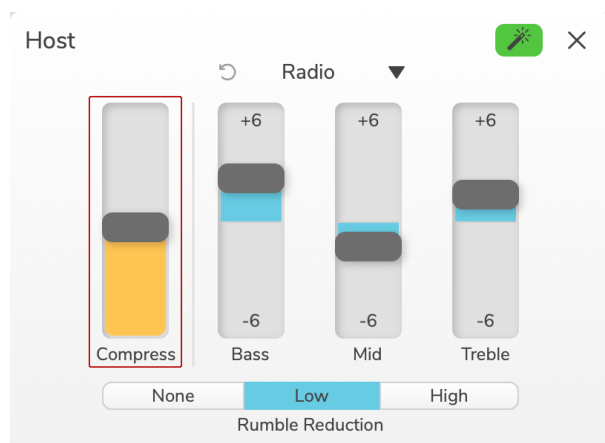 Host
Radio
+6 +6 +6
-6 -6 -6
Compress Bass Mid Treble
None Low High
Rumble Reduction